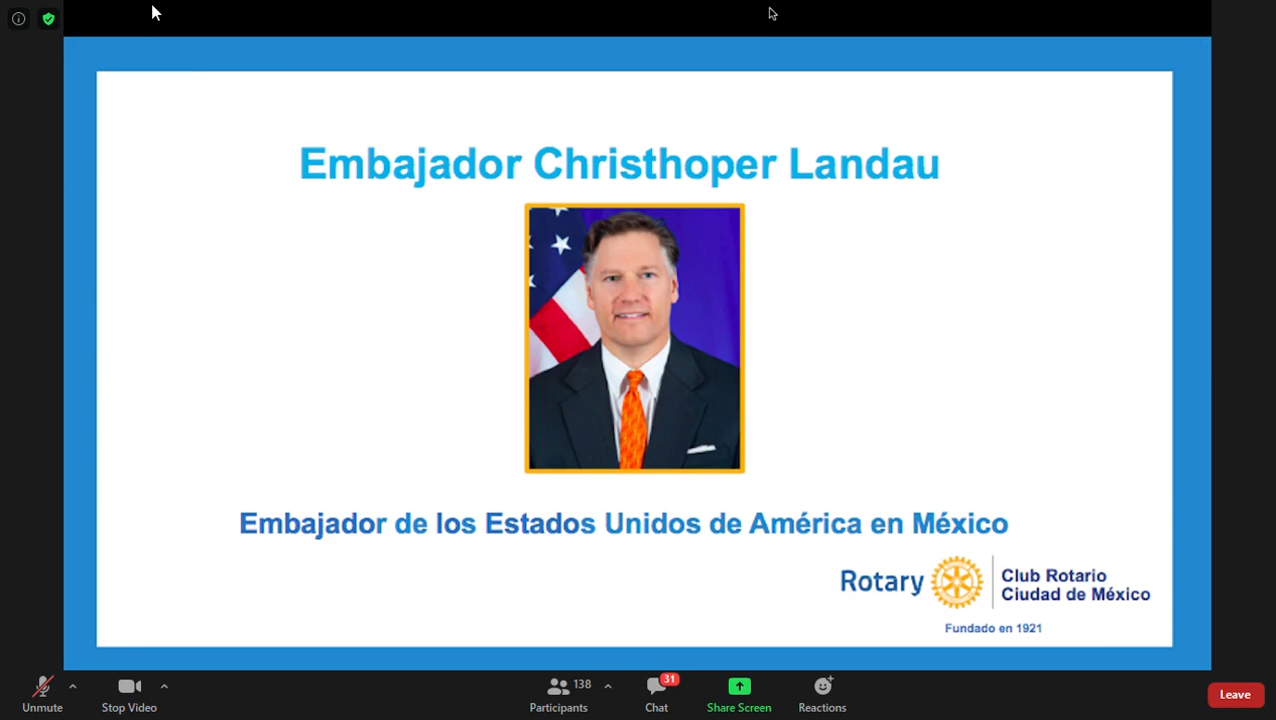 Embajador Christhoper Landau
Embajador de los Estados Unidos de América en México
Rotary
Club Rotario
Ciudad de México
Fundado en 1921
138
31
Unmute
Stop Video
Participants
Chat
Share Screen
Reactions
Leave